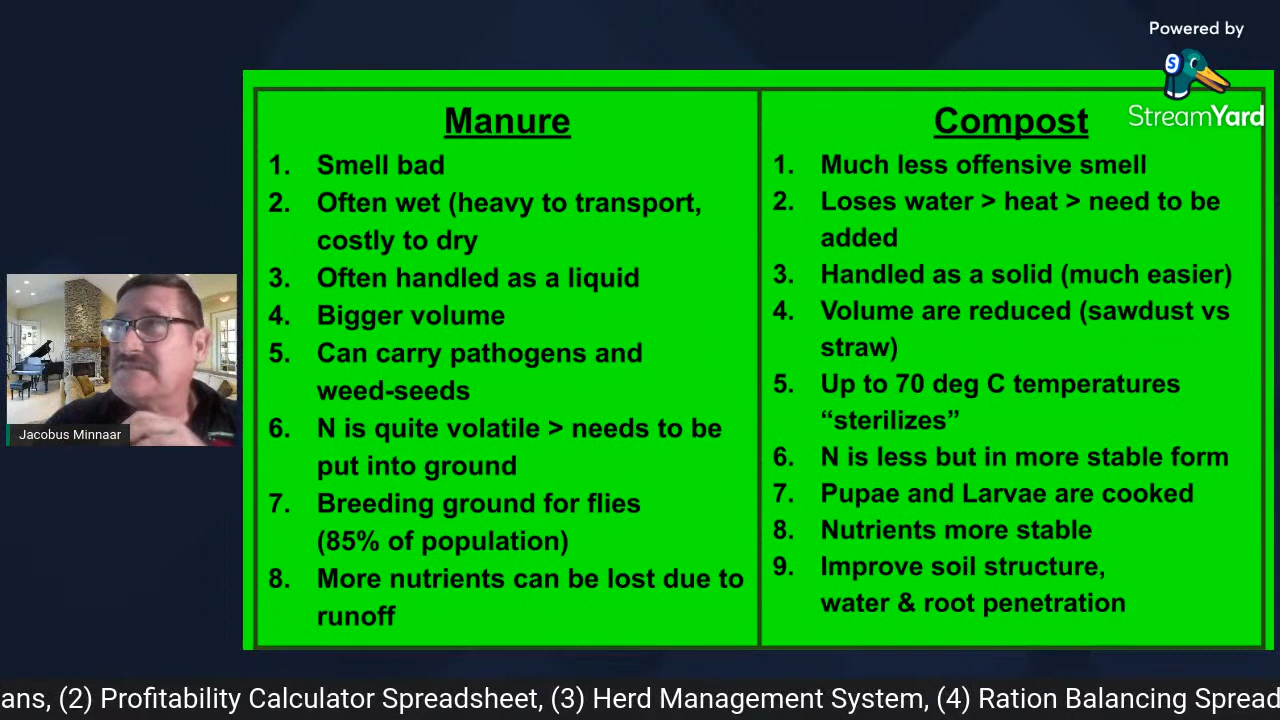 Powered by
StreamYard
Manure
1. Smell bad
2. Often wet (heavy to transport,
costly to dry
3. Often handled as a liquid
4. Bigger volume
5. Can carry pathogens and
weed-seeds
6. N is quite volatile > needs to be
put into ground
7. Breeding ground for flies
(85% of population)
8. More nutrients can be lost due to
runoff
Compost
1. Much less offensive smell
2. Loses water > heat > need to be
added
3. Handled as a solid (much easier)
4. Volume are reduced (sawdust vs
straw)
5. Up to 70 deg C temperatures
“sterilizes”
6. N is less but in more stable form
7. Pupae and Larvae are cooked
8. Nutrients more stable
9. Improve soil structure,
water & root penetration
Jacobus Minnaar
ans, (2) Profitability Calculator Spreadsheet, (3) Herd Management System, (4) Ration Balancing Spread